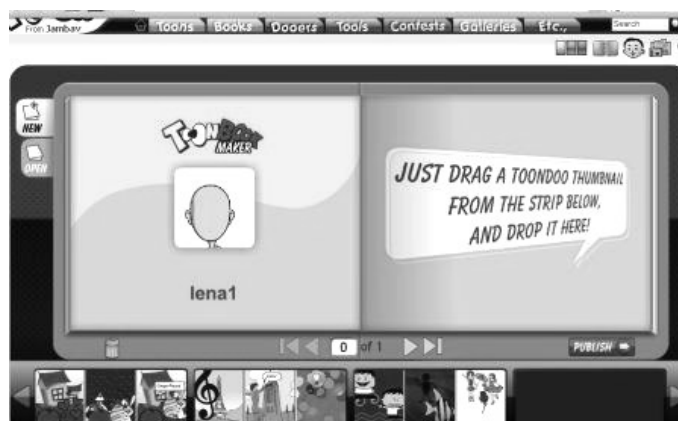 From Jambav
Toons Books Dooers Tools Contests Galleries Etc., Search
NEW
OPEN
TOONBOOK
MAKER
lena1
JUST DRAG A TOONDOO THUMBNAIL
FROM THE STRIP BELOW,
AND DROP IT HERE!
0 of 1
PUBLISH